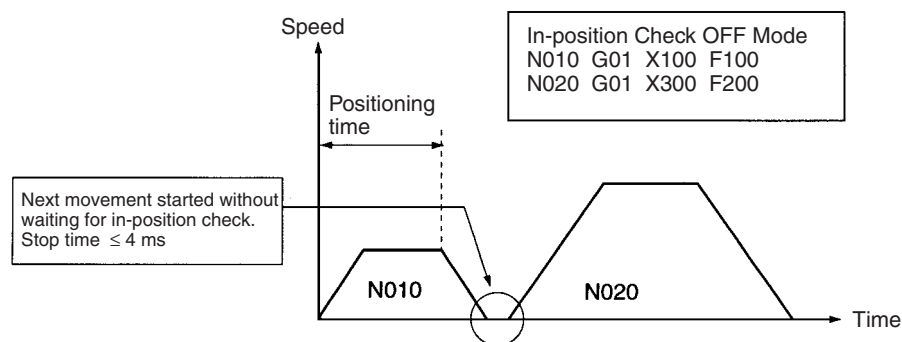 Speed
In-position Check OFF Mode
N010 G01 X100 F100
N020 G01 X300 F200
Positioning
time
Next movement started without
waiting for in-position check.
Stop time ≤ 4 ms
N010
N020
Time